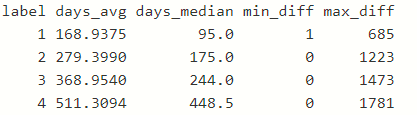 label days_avg days_median min_diff max_diff
1 168.9375 95.0 1 685
2 279.3990 175.0 0 1223
3 368.9540 244.0 0 1473
4 511.3094 448.5 0 1781